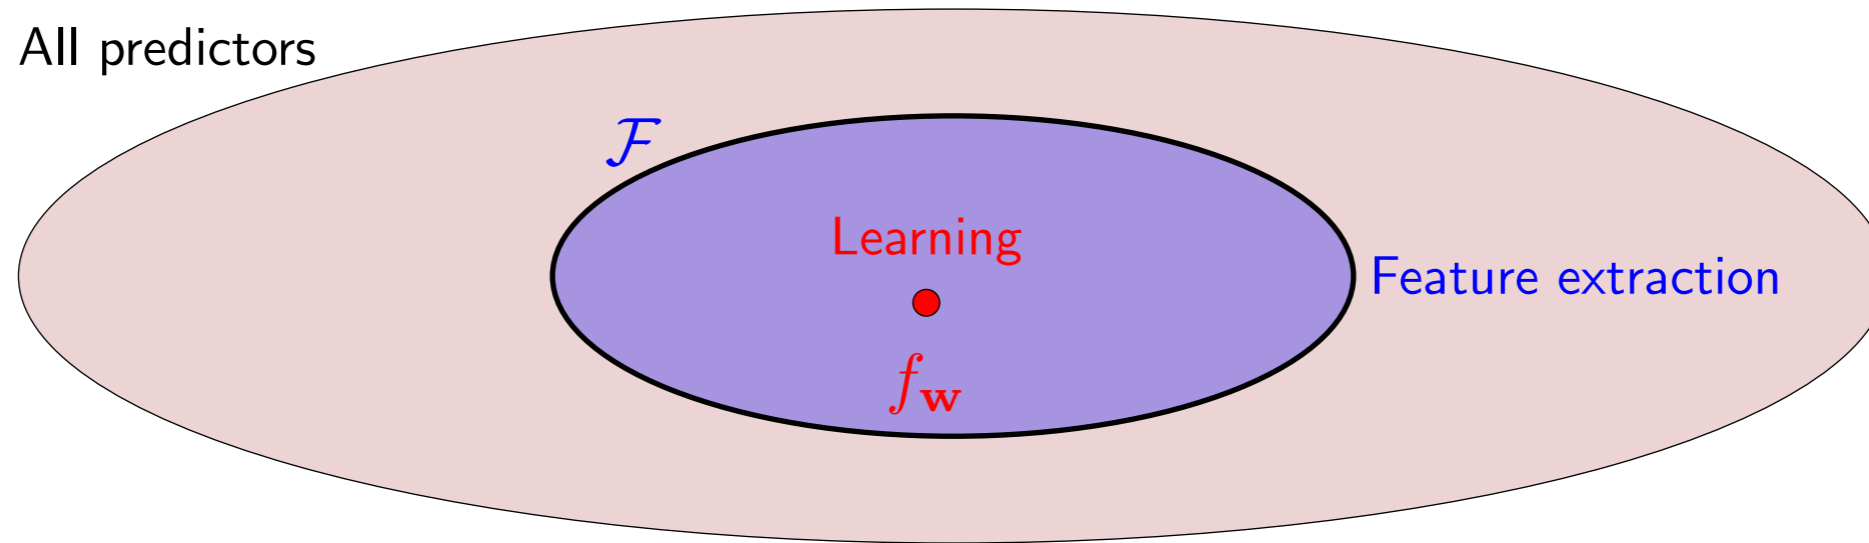 All predictors
ℱ
Learning
Feature extraction
f_w